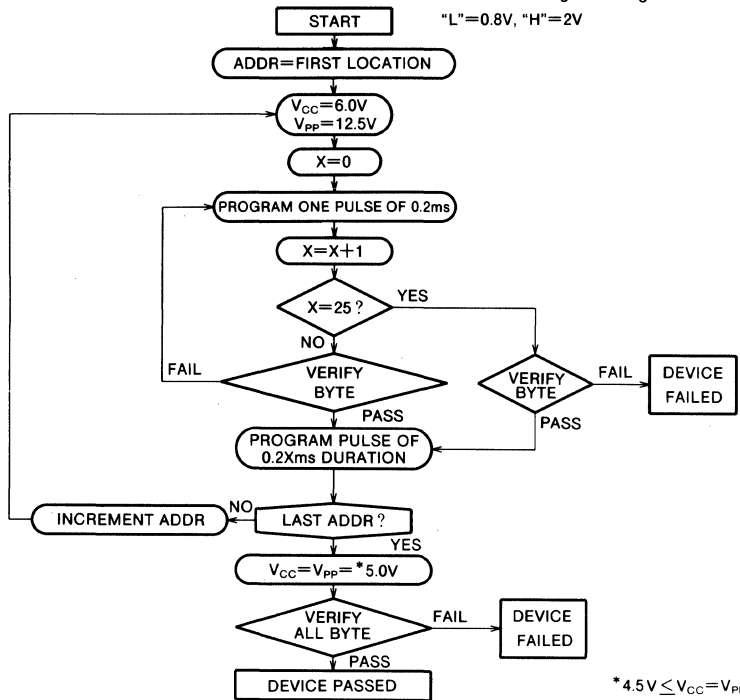 START
"L"=0.8V, "H"=2V
ADDR=FIRST LOCATION
VCC=6.0V
VPP=12.5V
X=0
PROGRAM ONE PULSE OF 0.2ms
X=X+1
X=25?
YES
NO
FAIL
VERIFY
BYTE
PASS
VERIFY
BYTE
FAIL
PASS
DEVICE
FAILED
PROGRAM PULSE OF
0.2Xms DURATION
LAST ADDR?
NO
INCREMENT ADDR
YES
VCC=VPP=*5.0V
VERIFY
ALL BYTE
FAIL
DEVICE
FAILED
PASS
DEVICE PASSED
*4.5V≤VCC=VP